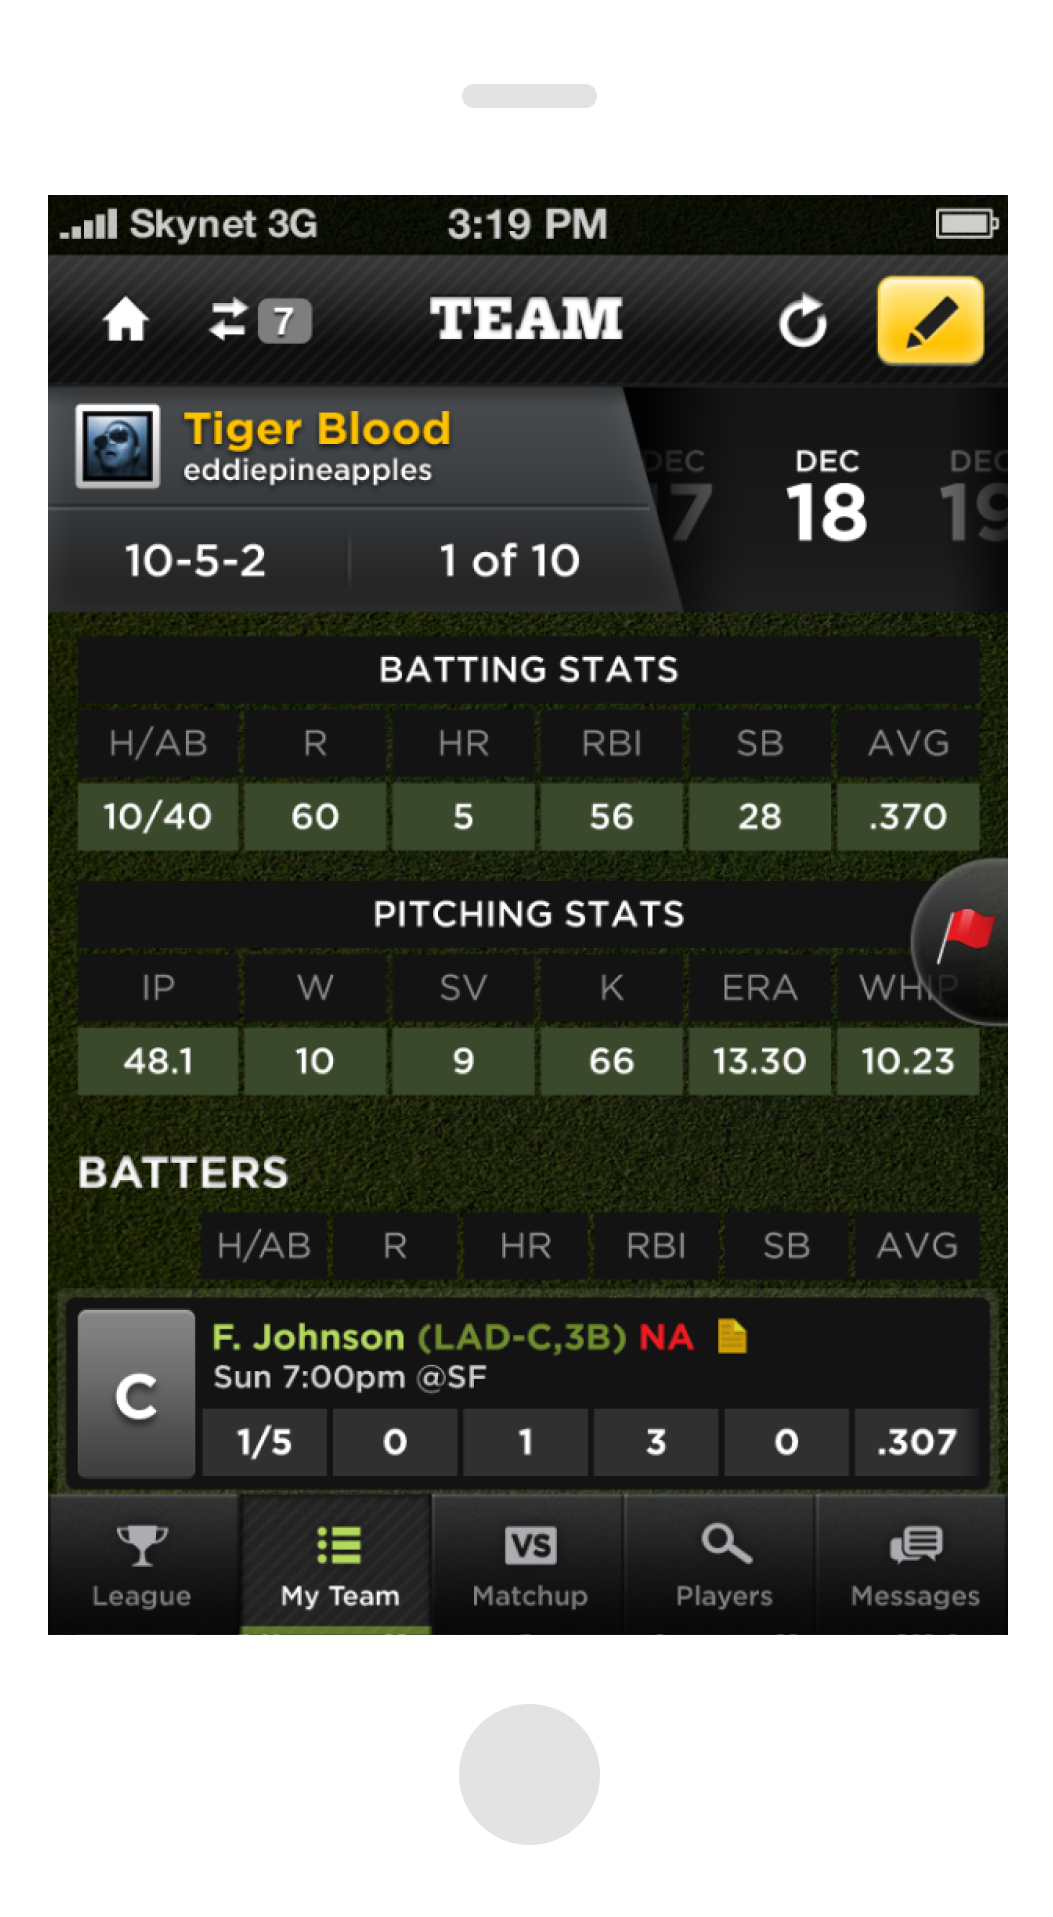 Skynet 3G 3:19 PM
7 TEAM
Tiger Blood
eddiepineapples
10-5-2 1 of 10
DEC DEC DEC
17 18 19
BATTING STATS
H/AB R HR RBI SB AVG
10/40 60 5 56 28 .370
PITCHING STATS
IP W SV K ERA WHIP
48.1 10 9 66 13.30 10.23
BATTERS
H/AB R HR RBI SB AVG
C
F. Johnson (LAD-C,3B) NA
Sun 7:00pm @SF
1/5 0 1 3 0 .307
VS
League My Team Matchup Players Messages